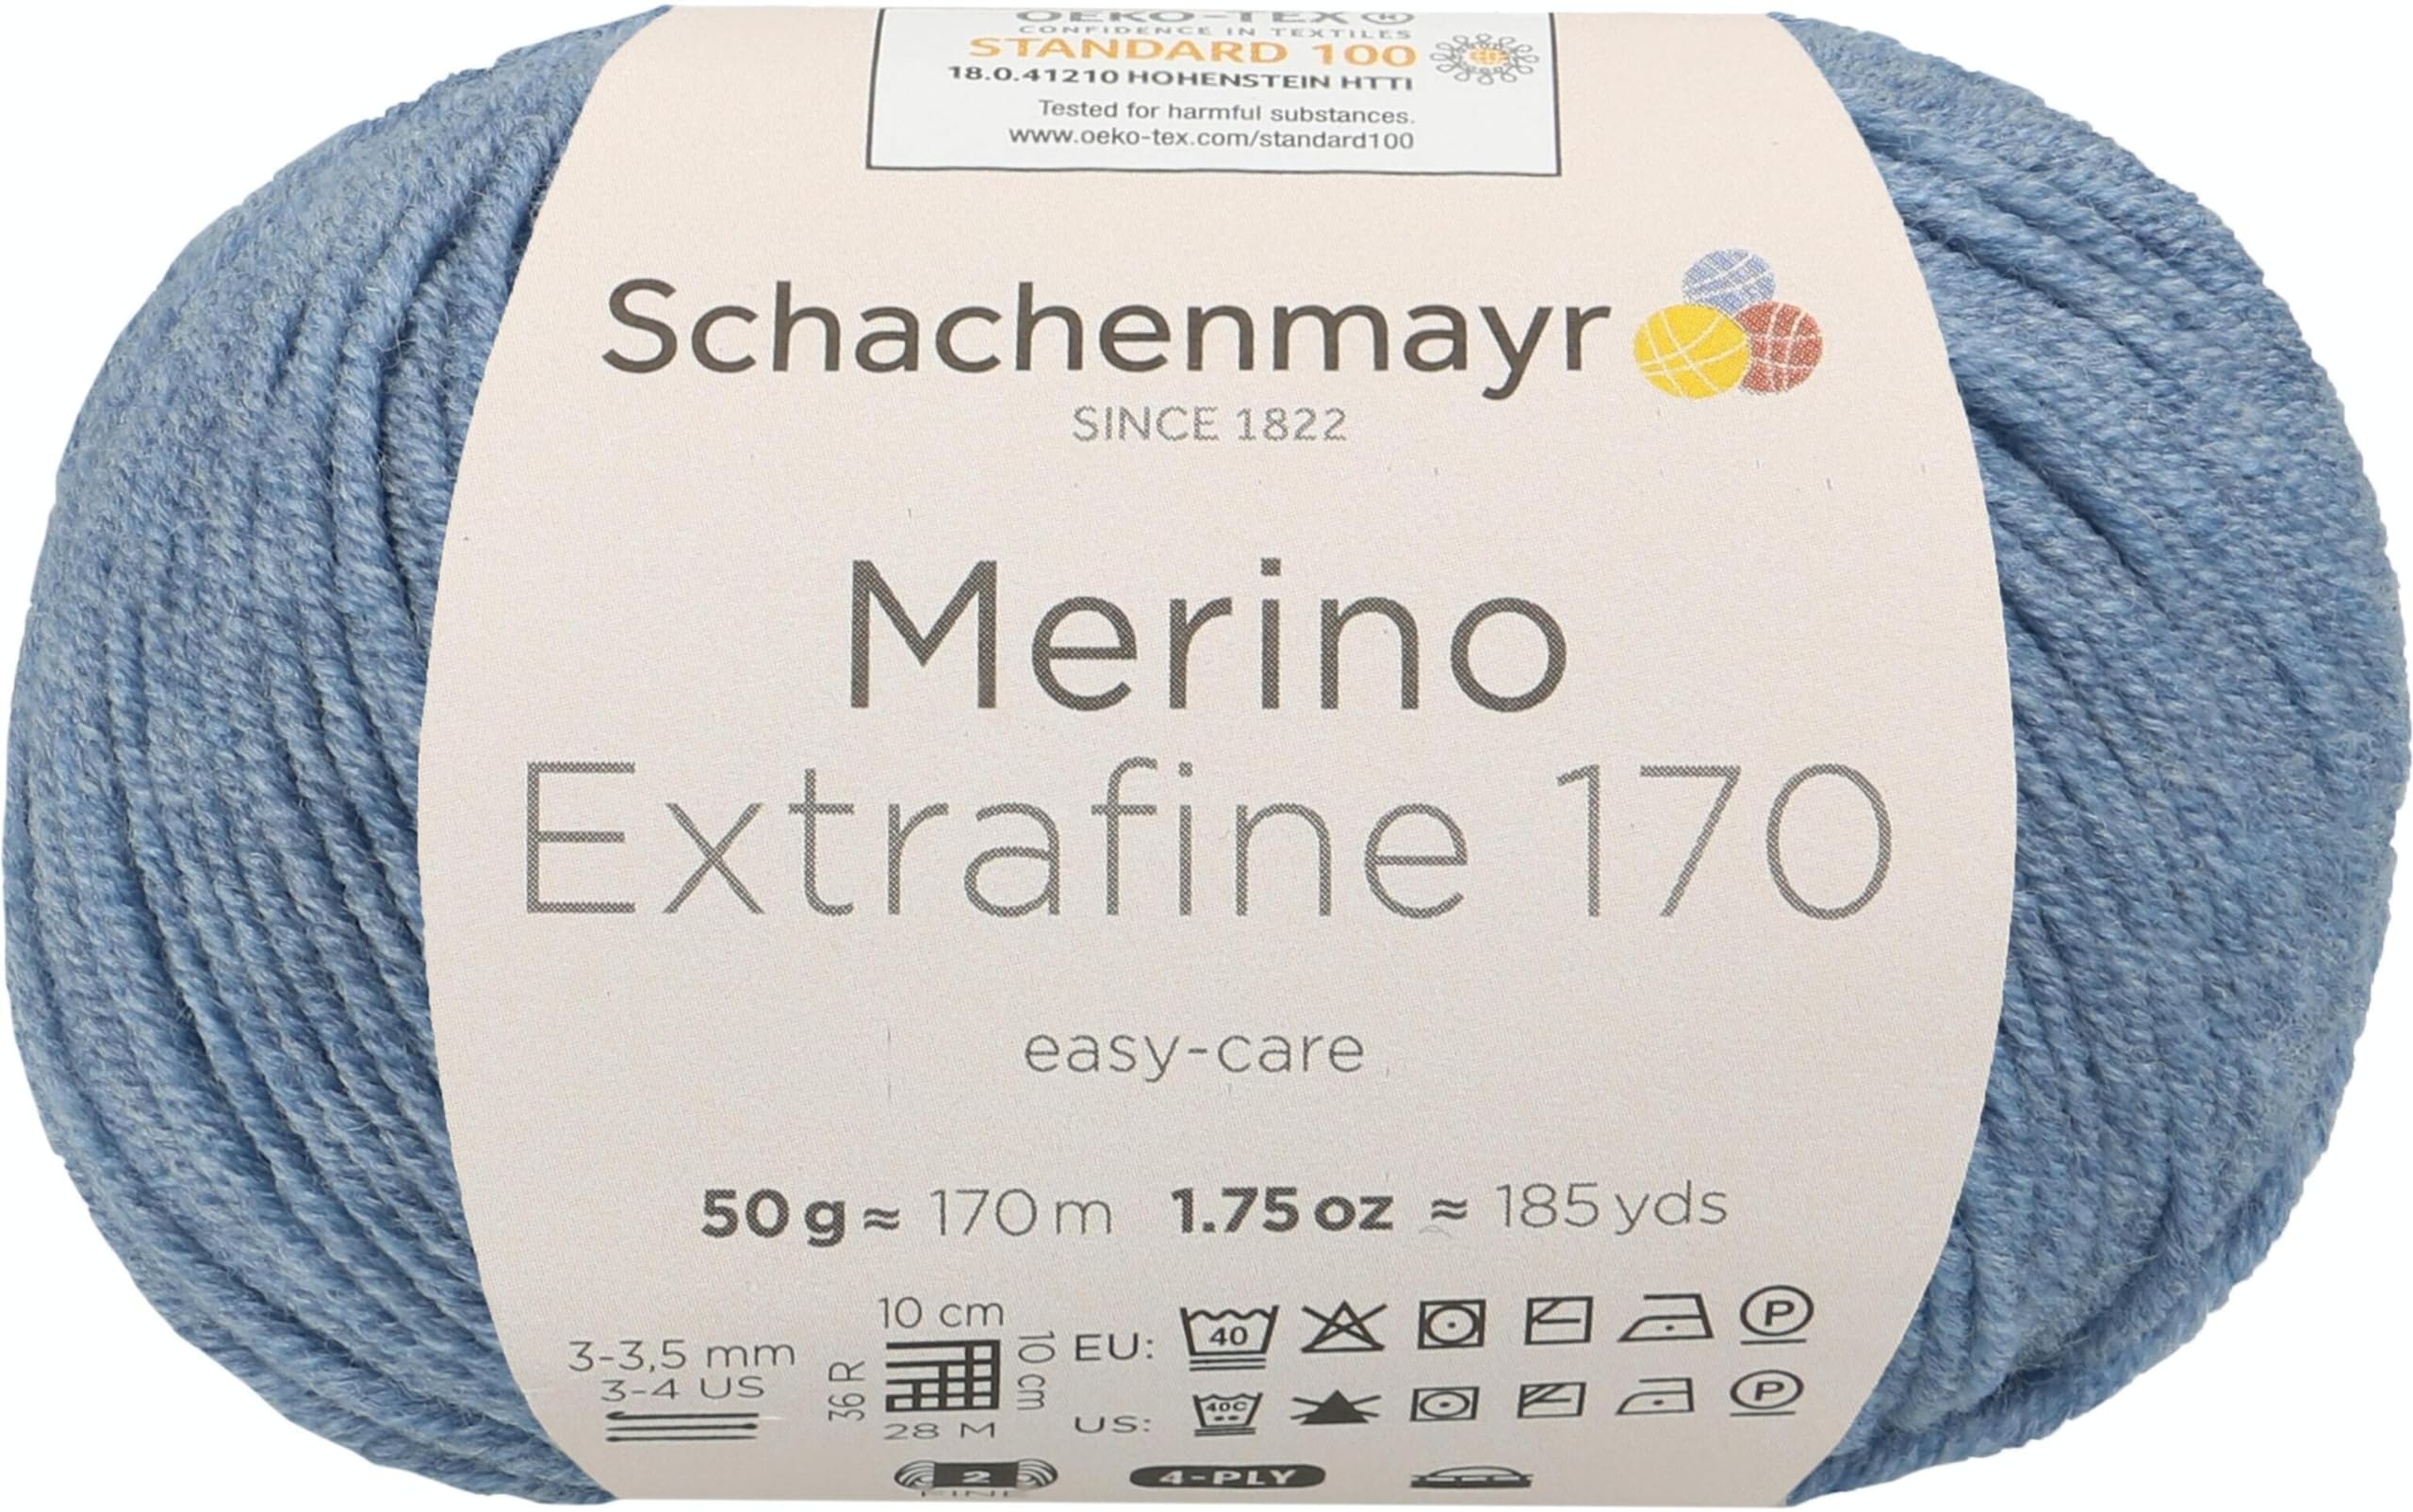 OEKO-TEX®
CONFIDENCE IN TEXTILES
STANDARD 100
18.0.41210 HOHENSTEIN HTTI
Tested for harmful substances.
www.oeko-tex.com/standard100
Schachenmayr
SINCE 1822
Merino
Extrafine 170
easy-care
50 g ≈ 170 m 1.75 oz ≈ 185 yds
3-3,5 mm
3-4 US
10 cm
10 cm
36 R
28 M
EU: 40 P
US: 40C P
2
FINE
4-PLY